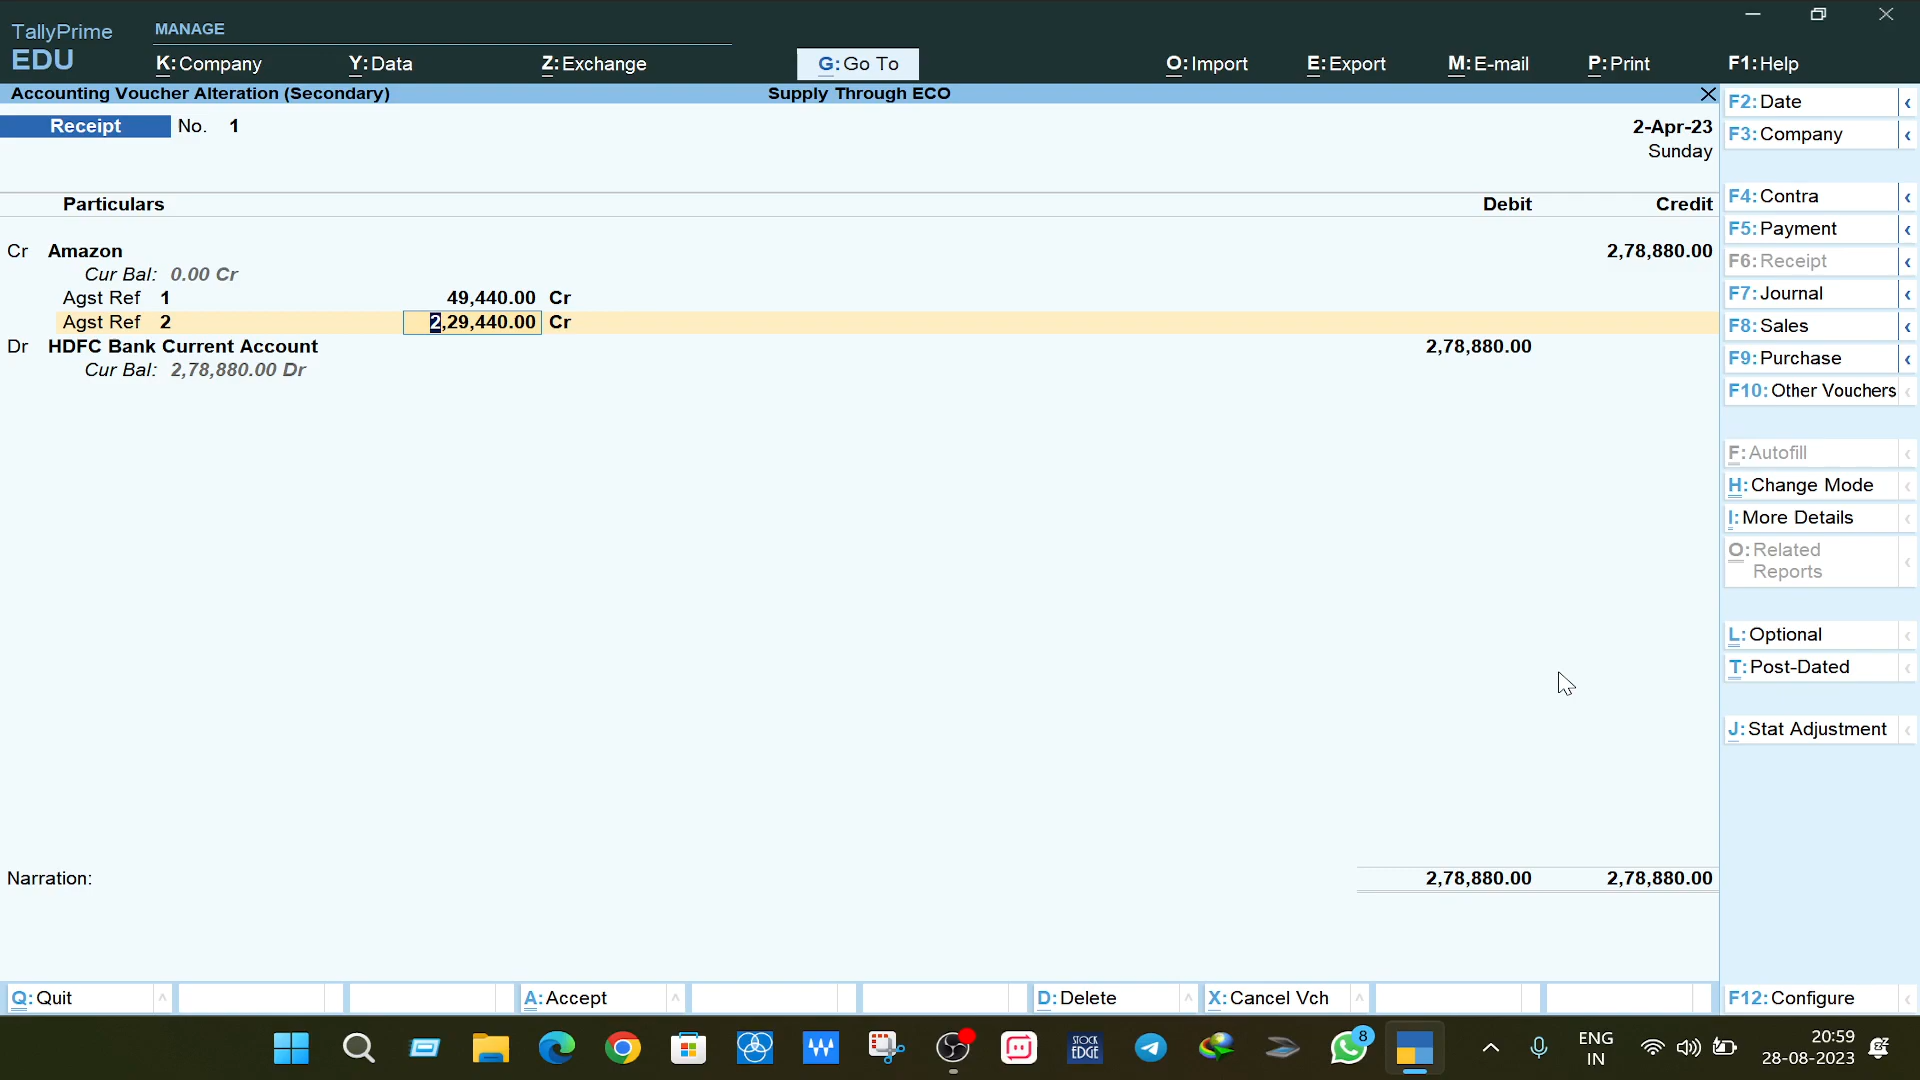 TallyPrime
EDU
MANAGE
K:Company Y:Data Z:Exchange G:Go To O:Import E:Export M:E-mail P:Print F1:Help
Accounting Voucher Alteration (Secondary) Supply Through ECO
Receipt No. 1 2-Apr-23
Sunday
Particulars Debit Credit
Cr Amazon 2,78,880.00
Cur Bal: 0.00 Cr
Agst Ref 1 49,440.00 Cr
Agst Ref 2 2,29,440.00 Cr
Dr HDFC Bank Current Account 2,78,880.00
Cur Bal: 2,78,880.00 Dr
Narration: 2,78,880.00 2,78,880.00
F2:Date
F3:Company
F4:Contra
F5:Payment
F6:Receipt
F7:Journal
F8:Sales
F9:Purchase
F10:Other Vouchers
F:Autofill
H:Change Mode
I:More Details
O:Related
Reports
L:Optional
T:Post-Dated
J:Stat Adjustment
Q:Quit A:Accept D:Delete X:Cancel Vch F12:Configure
STOCK
EDGE
8
ENG
IN
20:59
28-08-2023